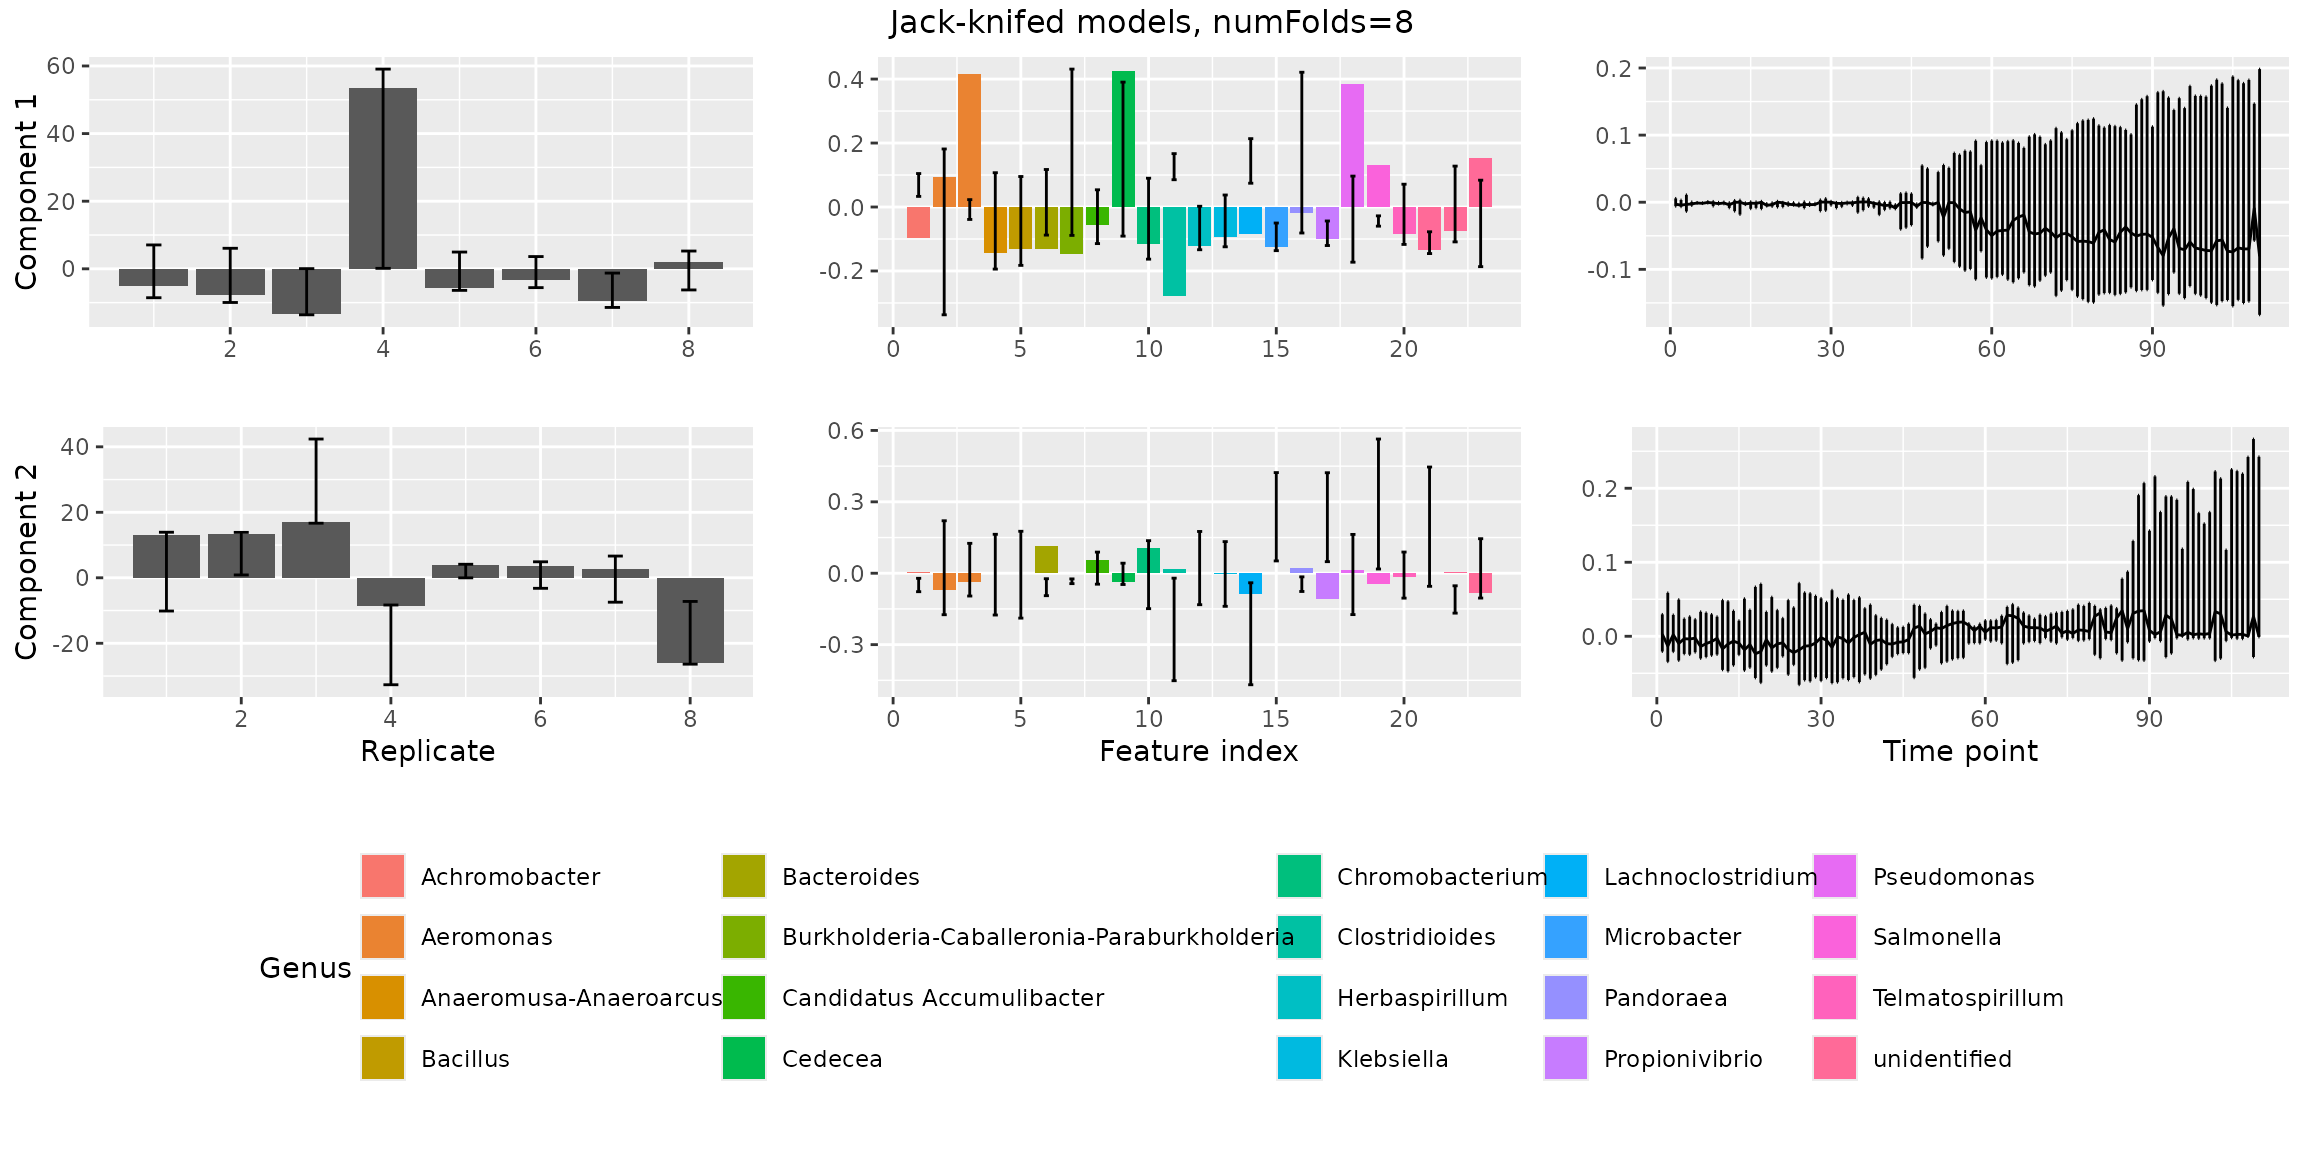 Jack-knifed models, numFolds=8
Component 1
60
40
20
0
2 4 6 8
0.4
0.2
0.0
-0.2
0 5 10 15 20
0.2
0.1
0.0
-0.1
0 30 60 90
Component 2
40
20
0
-20
2 4 6 8
Replicate
0.6
0.3
0.0
-0.3
0 5 10 15 20
Feature index
0.2
0.1
0.0
0 30 60 90
Time point
Genus
Achromobacter
Aeromonas
Anaeromusa-Anaeroarcus
Bacillus
Bacteroides
Burkholderia-Caballeronia-Paraburkholderia
Candidatus Accumulibacter
Cedecea
Chromobacterium
Clostridioides
Herbaspirillum
Klebsiella
Lachnoclostridium
Microbacter
Pandoraea
Propionivibrio
Pseudomonas
Salmonella
Telmatospirillum
unidentified